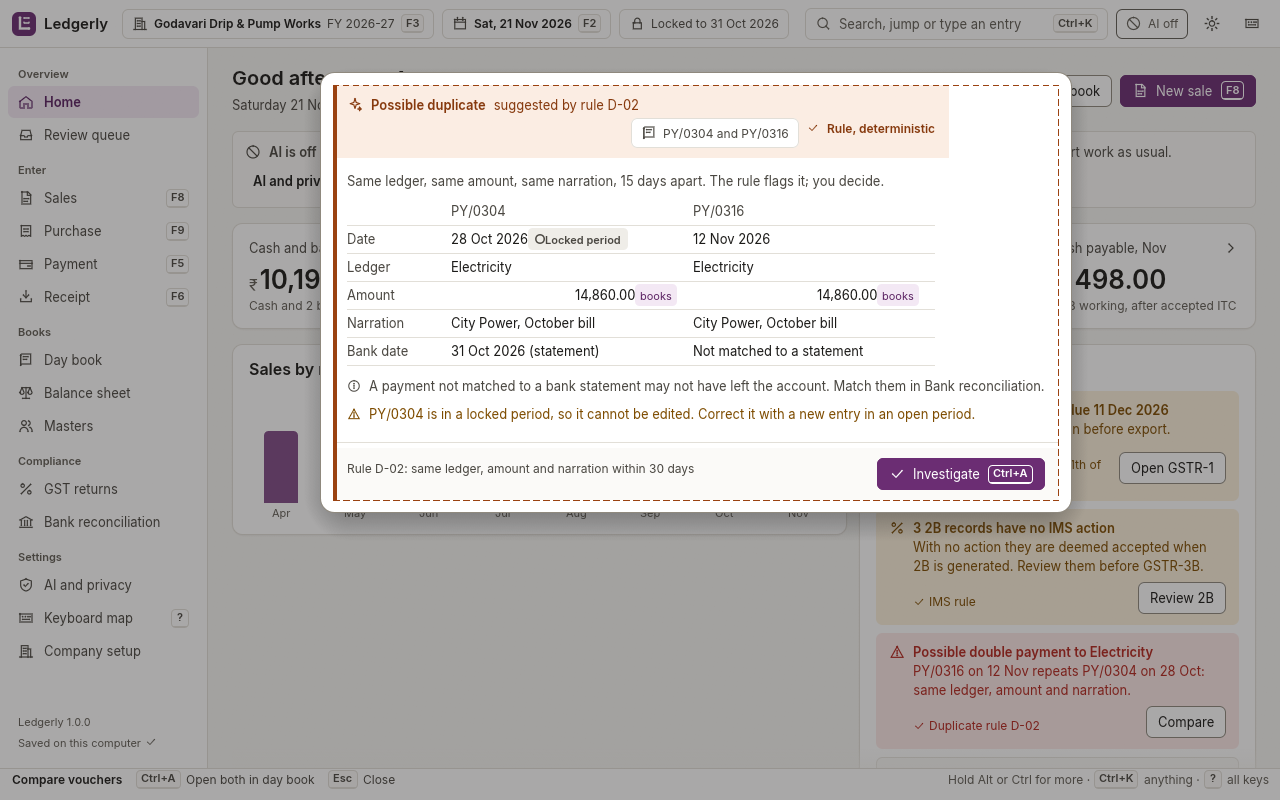 Ledgerly
Godavari Drip & Pump Works FY 2026-27 F3
Sat, 21 Nov 2026 F2
Locked to 31 Oct 2026
Search, jump or type an entry Ctrl+K
AI off
Overview
Home
Review queue
Enter
Sales F8
Purchase F9
Payment F5
Receipt F6
Books
Day book
Balance sheet
Masters
Compliance
GST returns
Bank reconciliation
Settings
AI and privacy
Keyboard map ?
Company setup
Ledgerly 1.0.0
Saved on this computer
Good afte
Saturday 21 No
book
New sale F8
AI is off
rt work as usual.
AI and priv
Cash and ba
₹10,19
Cash and 2 b
sh payable, Nov
498.00
B working, after accepted ITC
Sales by
Apr May Jun Jul Aug Sep Oct Nov
Possible duplicate suggested by rule D-02
PY/0304 and PY/0316
Rule, deterministic
Same ledger, same amount, same narration, 15 days apart. The rule flags it; you decide.
PY/0304 PY/0316
Date 28 Oct 2026 Locked period 12 Nov 2026
Ledger Electricity Electricity
Amount 14,860.00 books 14,860.00 books
Narration City Power, October bill City Power, October bill
Bank date 31 Oct 2026 (statement) Not matched to a statement
A payment not matched to a bank statement may not have left the account. Match them in Bank reconciliation.
PY/0304 is in a locked period, so it cannot be edited. Correct it with a new entry in an open period.
Rule D-02: same ledger, amount and narration within 30 days
Investigate Ctrl+A
due 11 Dec 2026
n before export.
lth of
Open GSTR-1
3 2B records have no IMS action
With no action they are deemed accepted when
2B is generated. Review them before GSTR-3B.
IMS rule
Review 2B
Possible double payment to Electricity
PY/0316 on 12 Nov repeats PY/0304 on 28 Oct:
same ledger, amount and narration.
Duplicate rule D-02
Compare
Compare vouchers Ctrl+A Open both in day book Esc Close
Hold Alt or Ctrl for more · Ctrl+K anything · ? all keys